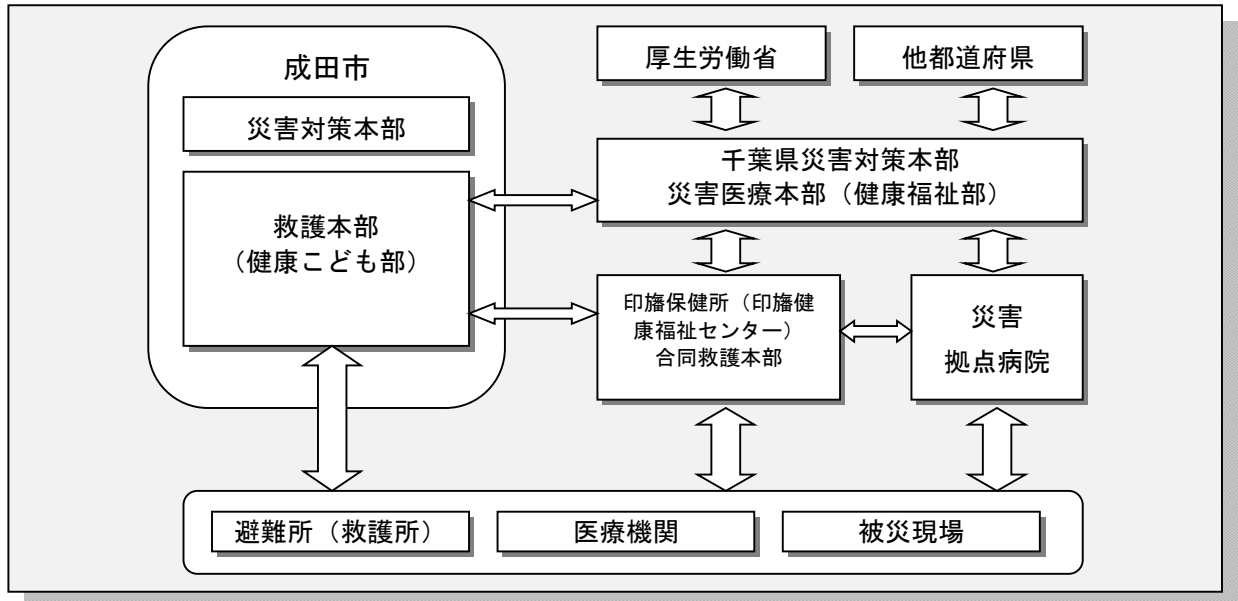 成田市
災害対策本部
救護本部
（健康こども部）
厚生労働省
他都道府県
千葉県災害対策本部
災害医療本部（健康福祉部）
印旛保健所（印旛健
康福祉センター）
合同救護本部
災害
拠点病院
避難所（救護所）
医療機関
被災現場